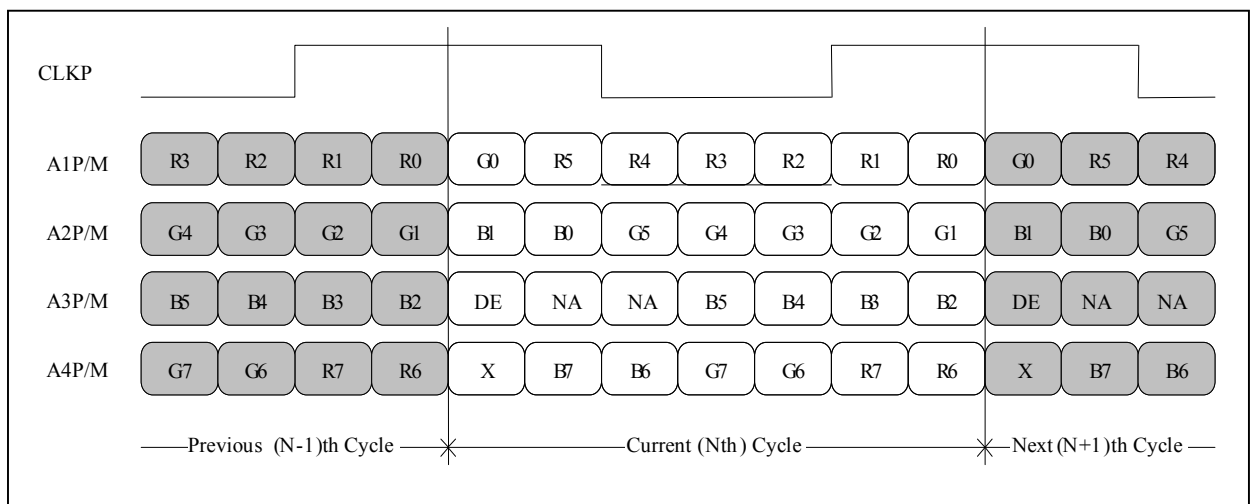 CLKP
A1P/M R3 R2 R1 R0 G0 R5 R4 R3 R2 R1 R0 G0 R5 R4
A2P/M G4 G3 G2 G1 B1 B0 G5 G4 G3 G2 G1 B1 B0 G5
A3P/M B5 B4 B3 B2 DE NA NA B5 B4 B3 B2 DE NA NA
A4P/M G7 G6 R7 R6 X B7 B6 G7 G6 R7 R6 X B7 B6
Previous (N-1)th Cycle Current (Nth) Cycle Next (N+1)th Cycle